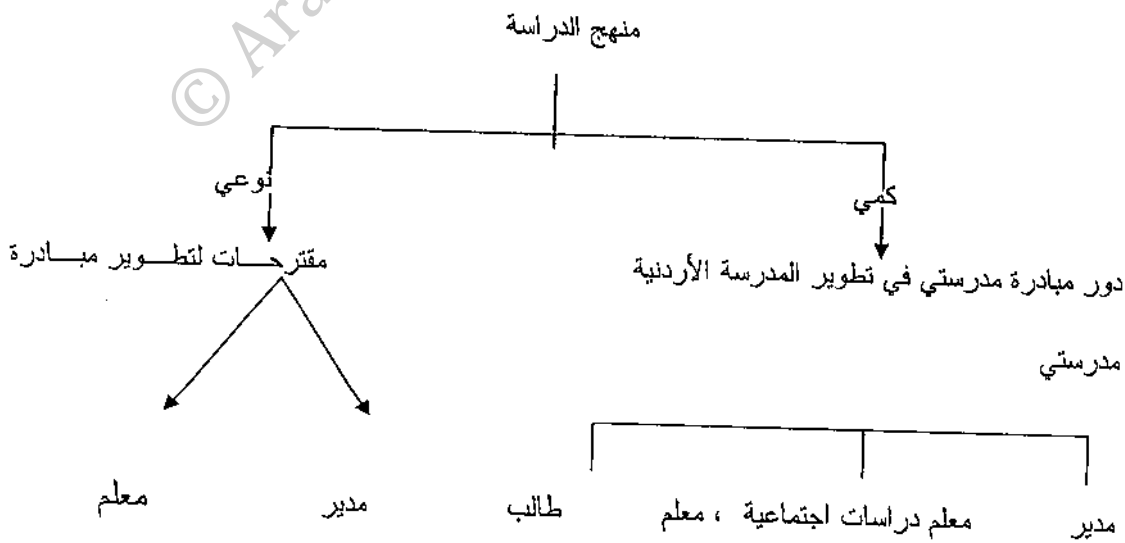 © Ara
منهج الدراسة
كمي
نوعي
دور مبادرة مدرستي في تطوير المدرسة الأردنية
مقترحات لتطوير مبادرة
مدرستي
مدير
معلم دراسات اجتماعية ، معلم
طالب
مدير
معلم